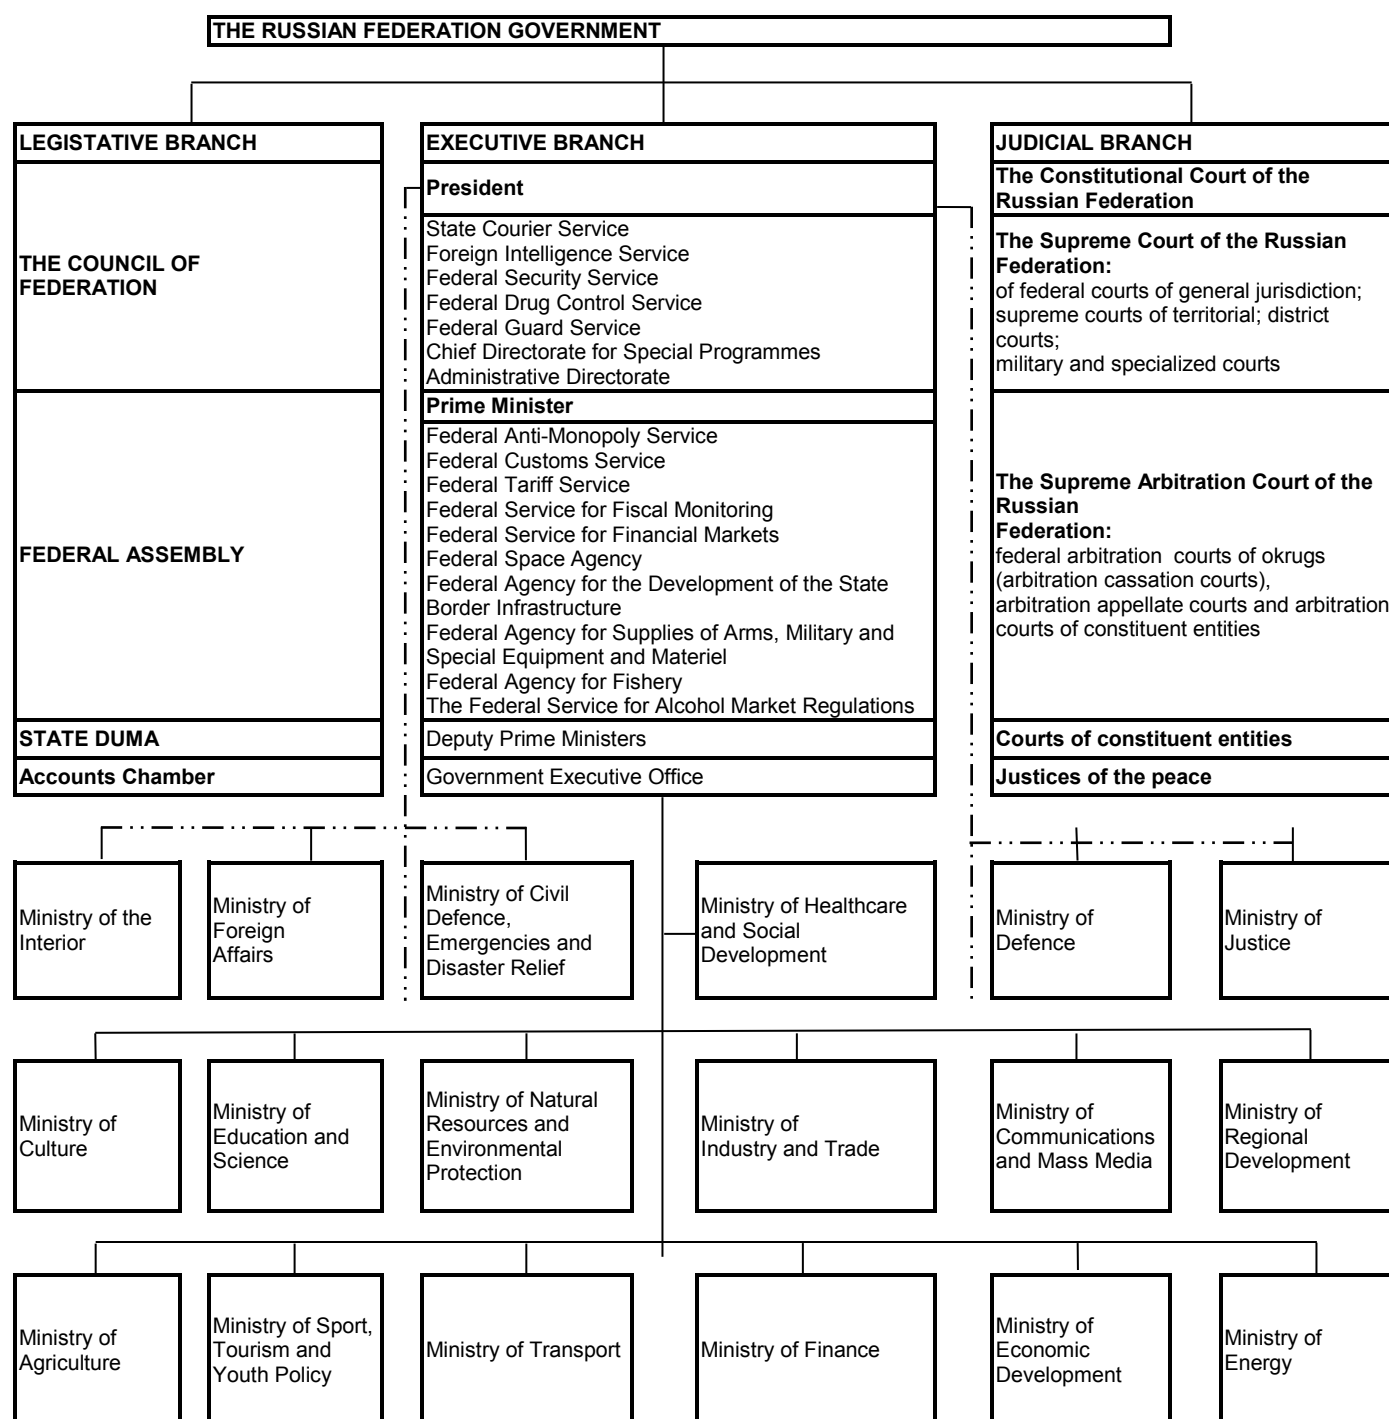 THE RUSSIAN FEDERATION GOVERNMENT
LEGISTATIVE BRANCH
THE COUNCIL OF
FEDERATION
FEDERAL ASSEMBLY
STATE DUMA
Accounts Chamber
EXECUTIVE BRANCH
President
State Courier Service
Foreign Intelligence Service
Federal Security Service
Federal Drug Control Service
Federal Guard Service
Chief Directorate for Special Programmes
Administrative Directorate
Prime Minister
Federal Anti-Monopoly Service
Federal Customs Service
Federal Tariff Service
Federal Service for Fiscal Monitoring
Federal Service for Financial Markets
Federal Space Agency
Federal Agency for the Development of the State
Border Infrastructure
Federal Agency for Supplies of Arms, Military and
Special Equipment and Materiel
Federal Agency for Fishery
The Federal Service for Alcohol Market Regulations
Deputy Prime Ministers
Government Executive Office
JUDICIAL BRANCH
The Constitutional Court of the
Russian Federation
The Supreme Court of the Russian
Federation:
of federal courts of general jurisdiction;
supreme courts of territorial; district
courts;
military and specialized courts
The Supreme Arbitration Court of the
Russian
Federation:
federal arbitration courts of okrugs
(arbitration cassation courts),
arbitration appellate courts and arbitration
courts of constituent entities
Courts of constituent entities
Justices of the peace
Ministry of the
Interior
Ministry of
Foreign
Affairs
Ministry of Civil
Defence,
Emergencies and
Disaster Relief
Ministry of Healthcare
and Social
Development
Ministry of
Defence
Ministry of
Justice
Ministry of
Culture
Ministry of
Education and
Science
Ministry of Natural
Resources and
Environmental
Protection
Ministry of
Industry and Trade
Ministry of
Communications
and Mass Media
Ministry of
Regional
Development
Ministry of
Agriculture
Ministry of Sport,
Tourism and
Youth Policy
Ministry of Transport
Ministry of Finance
Ministry of
Economic
Development
Ministry of
Energy